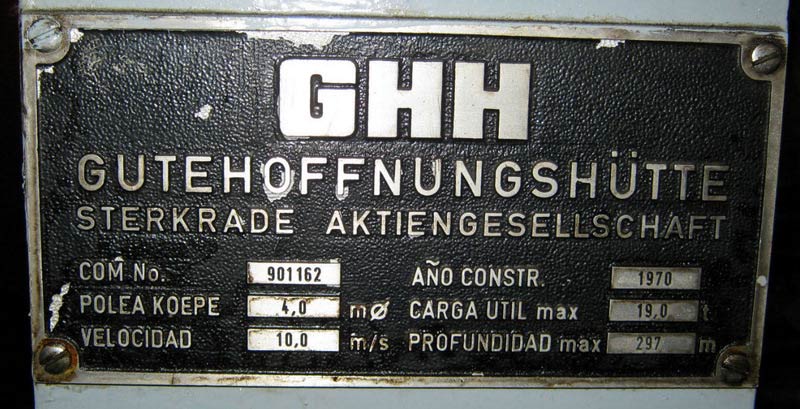 GHH
GUTEHOFFNUNGSHÜTTE
STERKRADE AKTIENGESELLSCHAFT
COM No. 901162 AÑO CONSTR. 1970
POLEA KOEPE 4,0 mø CARGA UTIL max 19,0 t
VELOCIDAD 10,0 m/s PROFUNDIDAD max 297 m